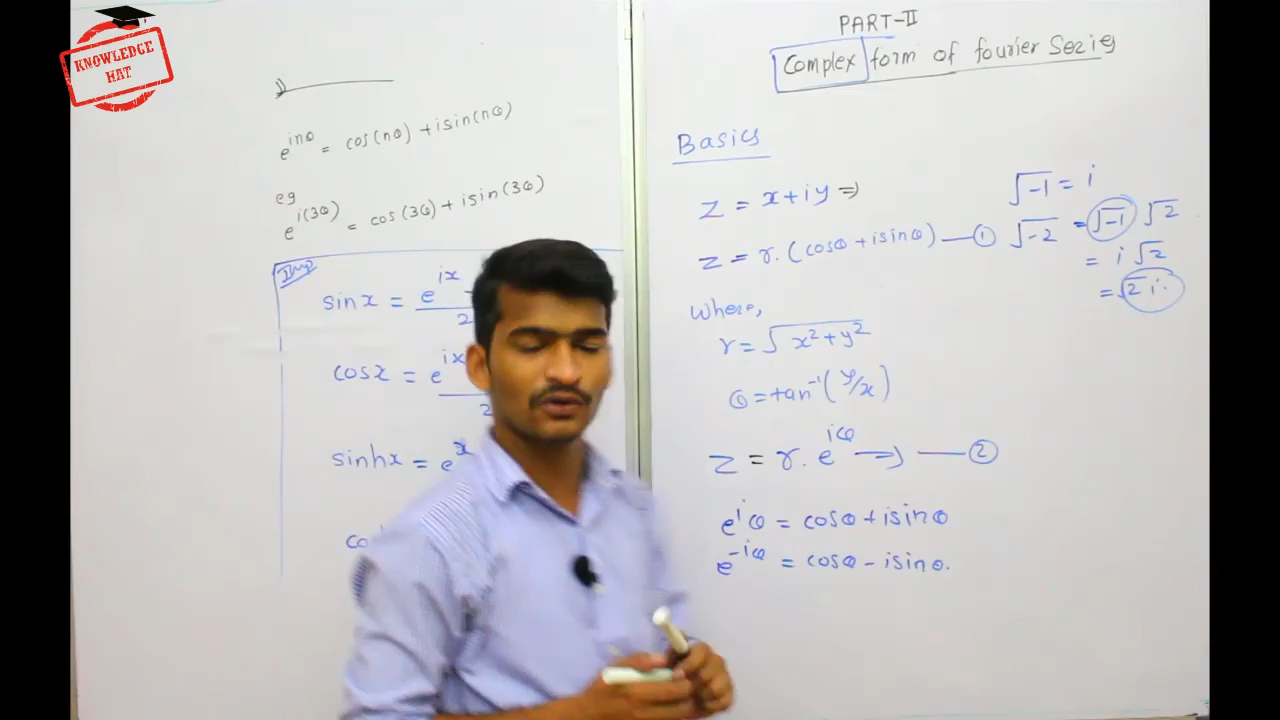 KNOWLEDGE
HAT
e^{inθ} = cos(nθ) + isin(nθ)
eg
e^{i(3θ)} = cos(3θ) + isin(3θ)
Imp
sinx = e^{ix}
2
cosx = e^{ix}
2
sinhx = e^x
PART-II
Complex form of fourier Series
Basics
z = x+iy ⇒
z = r.(cosθ + isinθ) — ①
where,
r = √x²+y²
θ = tan⁻¹(y/x)
z = r. e^{iθ} ⇒ — ②
e^iθ = cosθ + isinθ
e^{-iθ} = cosθ - isinθ.
√-1 = i
√-2 = √-1 √2
= i √2
= √2 i